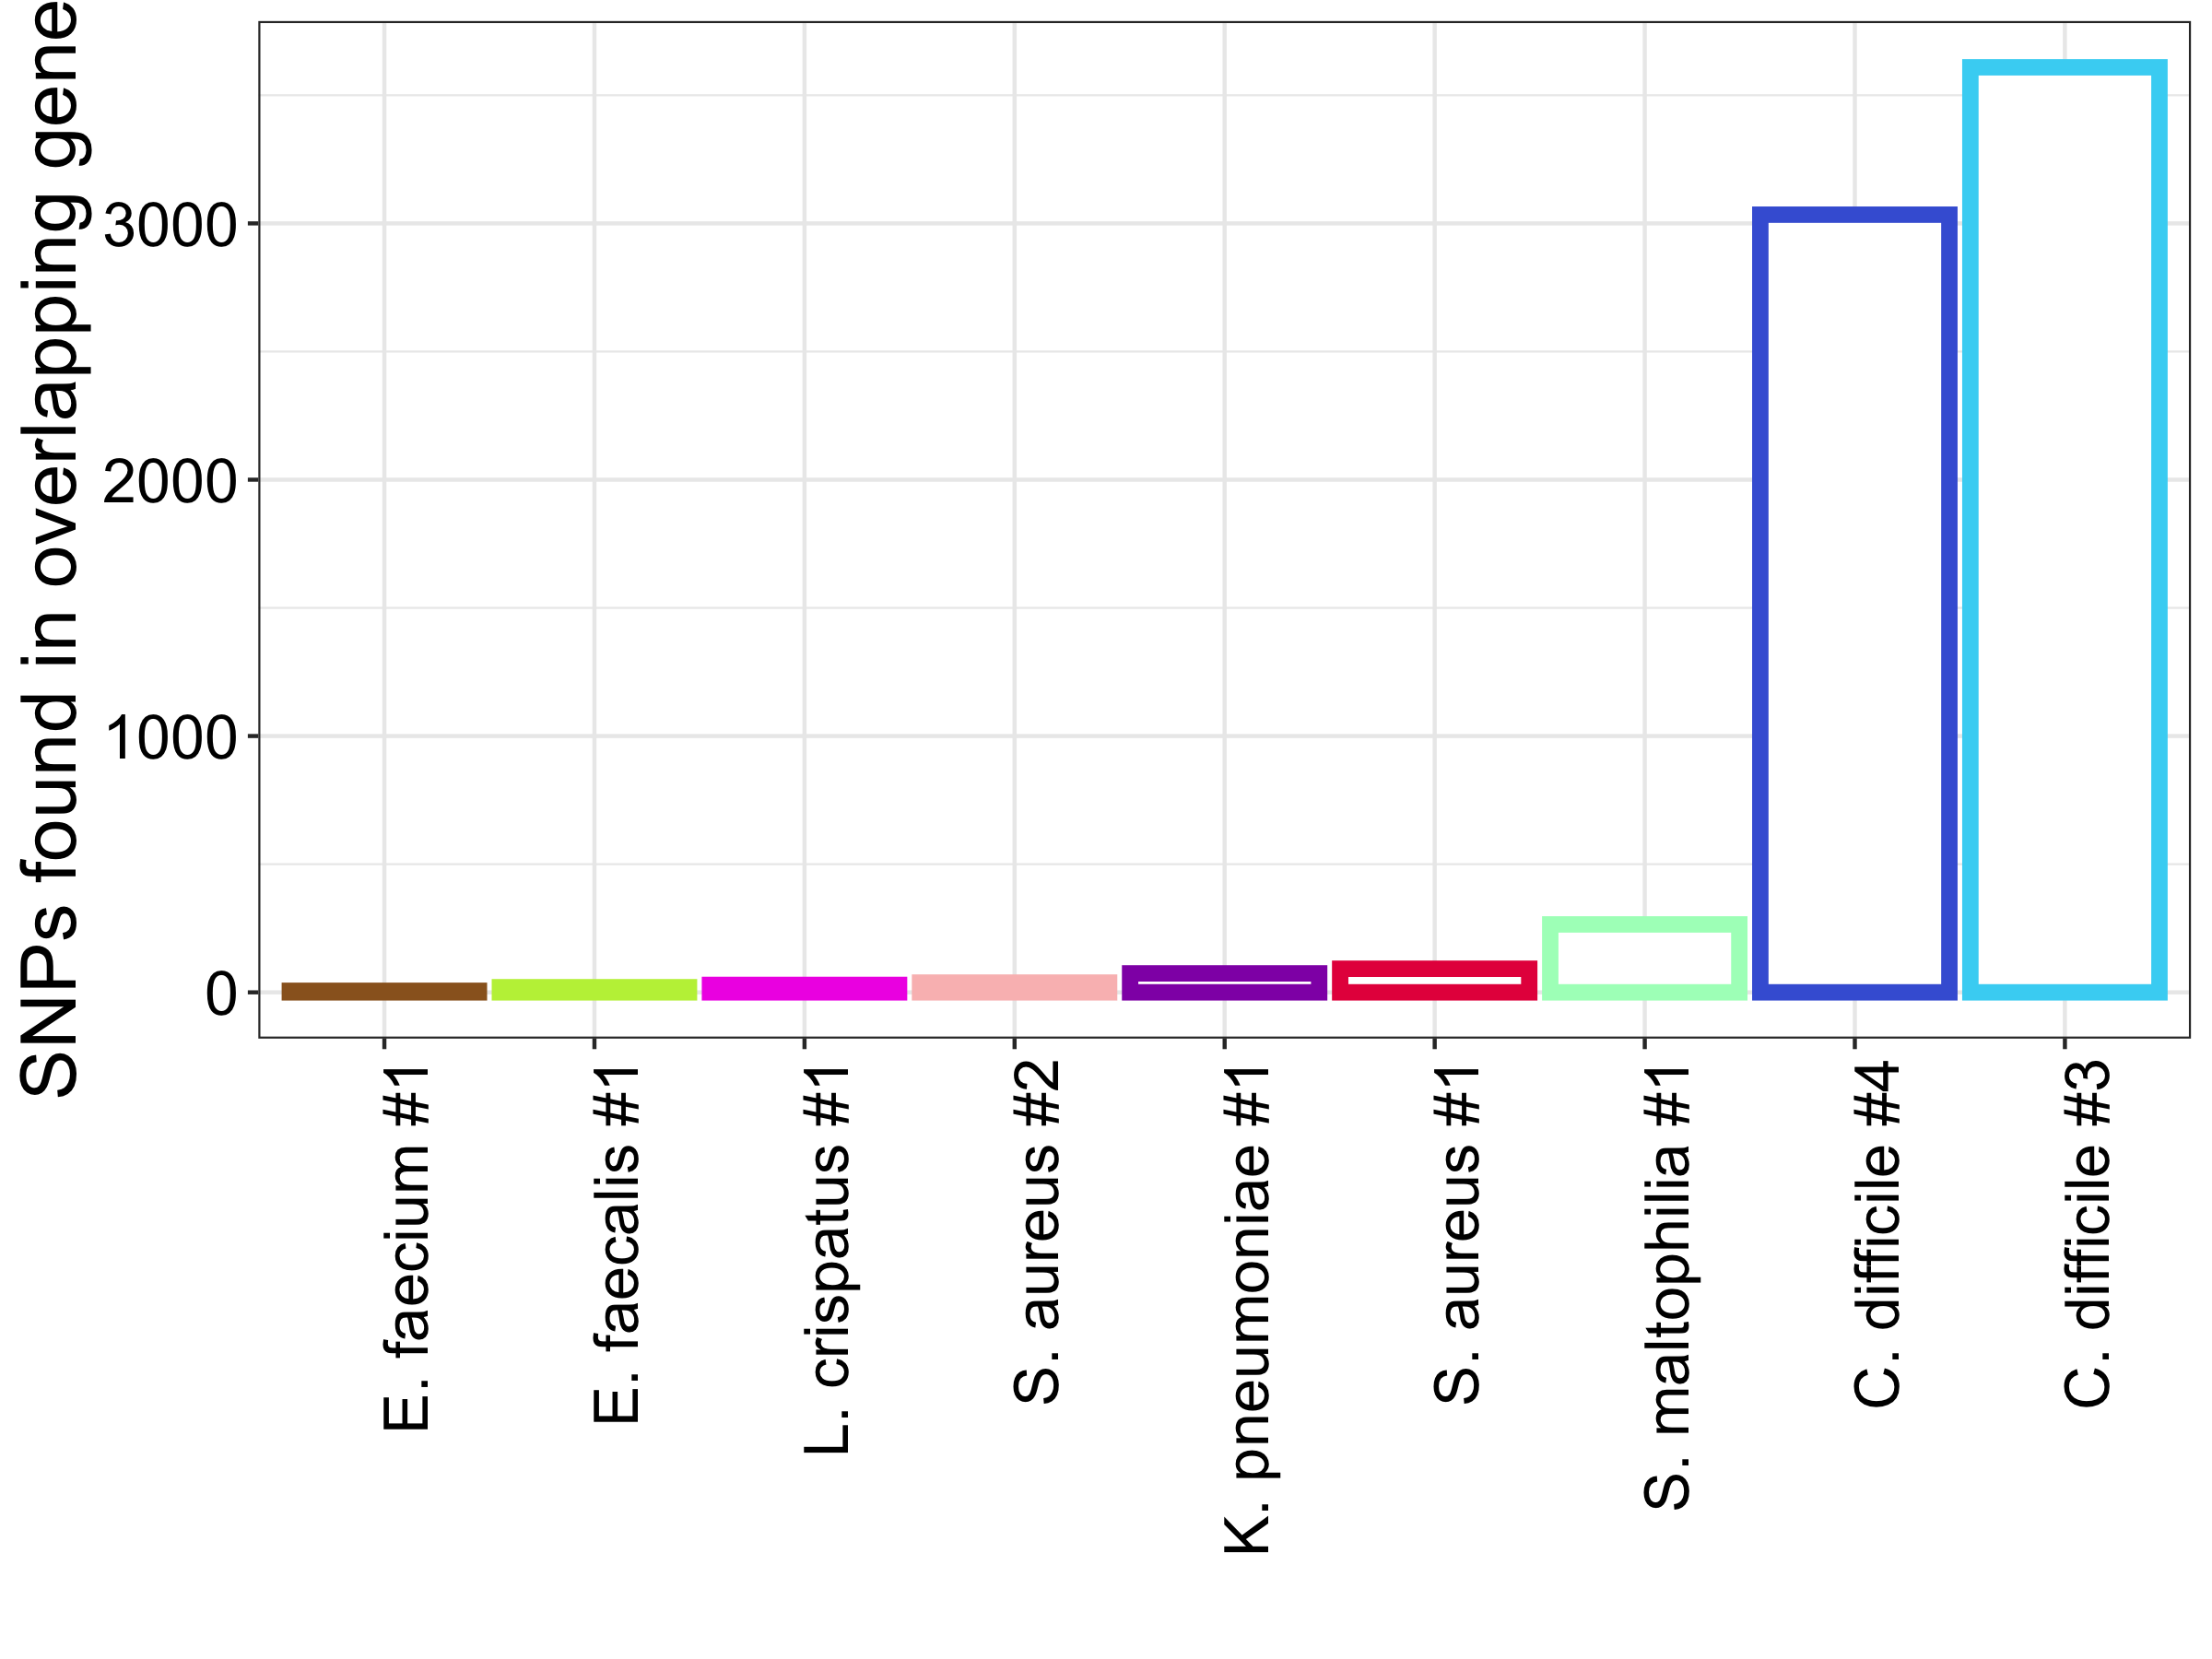 SNPs found in overlapping gene
3000
2000
1000
0
E. faecium #1
E. faecalis #1
L. crispatus #1
S. aureus #2
K. pneumoniae #1
S. aureus #1
S. maltophilia #1
C. difficile #4
C. difficile #3